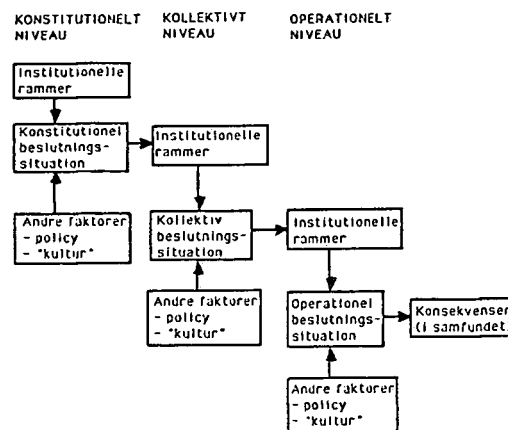 KONSTITUTIONELT
NIVEAU
KOLLEKTIVT
NIVEAU
OPERATIONELT
NIVEAU
Institutionelle
rammer
Konstitutionel
beslutnings-
situation
Andre faktorer
- policy
- "kultur"
Institutionelle
rammer
Kollektiv
beslutnings-
situation
Andre faktorer
- policy
- "kultur"
Institutionelle
rammer
Operationel
beslutnings-
situation
Andre faktorer
- policy
- "kultur"
Konsekvenser
(i samfundet